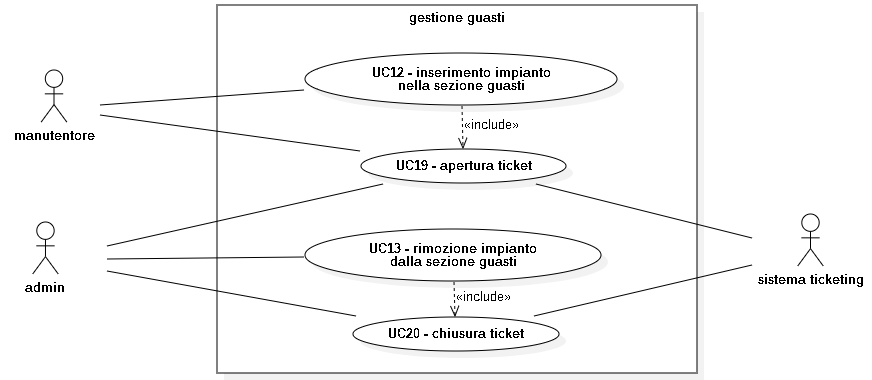 gestione guasti
UC12 - inserimento impianto
nella sezione guasti
manutentore
«include»
UC19 - apertura ticket
UC13 - rimozione impianto
dalla sezione guasti
admin
sistema ticketing
«include»
UC20 - chiusura ticket